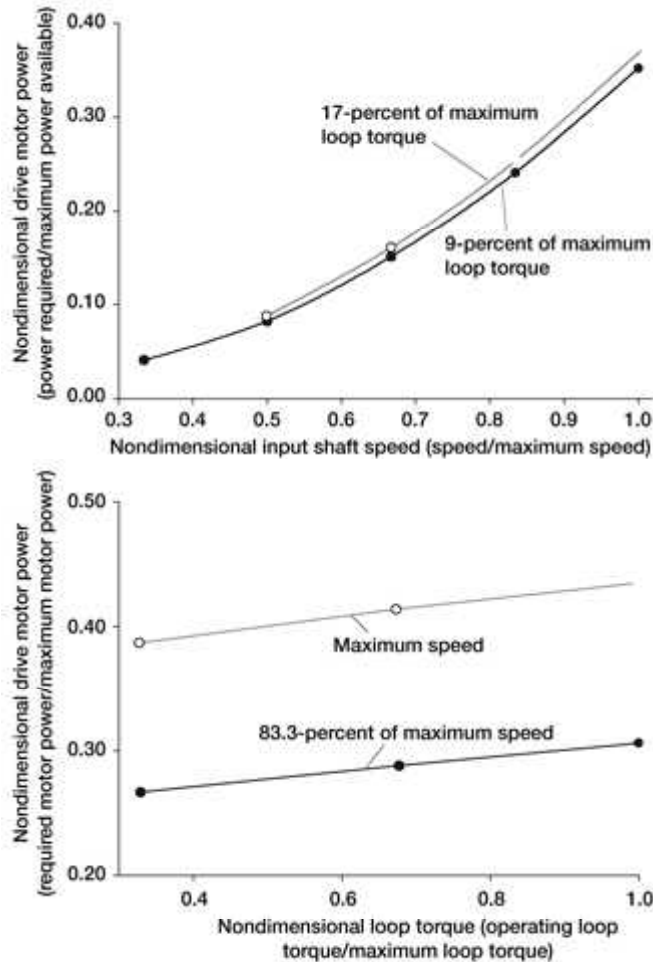 Nondimensional drive motor power
(power required/maximum power available)
0.40
0.30
0.20
0.10
0.00
17-percent of maximum
loop torque
9-percent of maximum
loop torque
0.3 0.4 0.5 0.6 0.7 0.8 0.9 1.0
Nondimensional input shaft speed (speed/maximum speed)
Nondimensional drive motor power
(required motor power/maximum motor power)
0.50
0.40
0.30
0.20
Maximum speed
83.3-percent of maximum speed
0.4 0.6 0.8 1.0
Nondimensional loop torque (operating loop
torque/maximum loop torque)